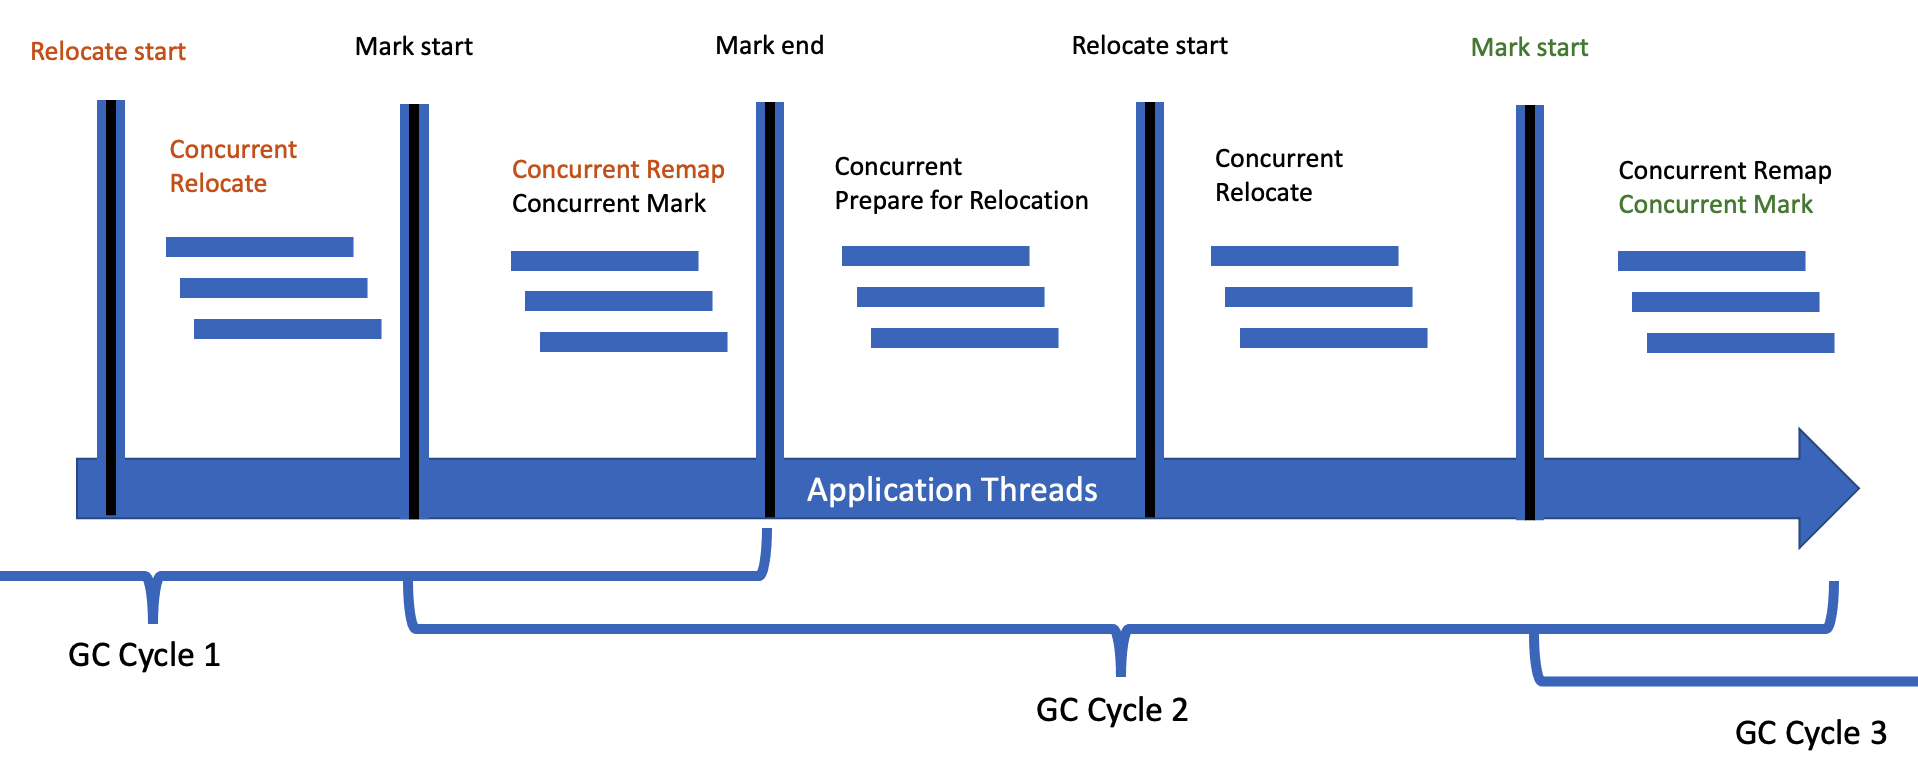 Relocate start
Mark start
Mark end
Relocate start
Mark start
Concurrent
Relocate
Concurrent Remap
Concurrent Mark
Concurrent
Prepare for Relocation
Concurrent
Relocate
Concurrent Remap
Concurrent Mark
Application Threads
GC Cycle 1
GC Cycle 2
GC Cycle 3